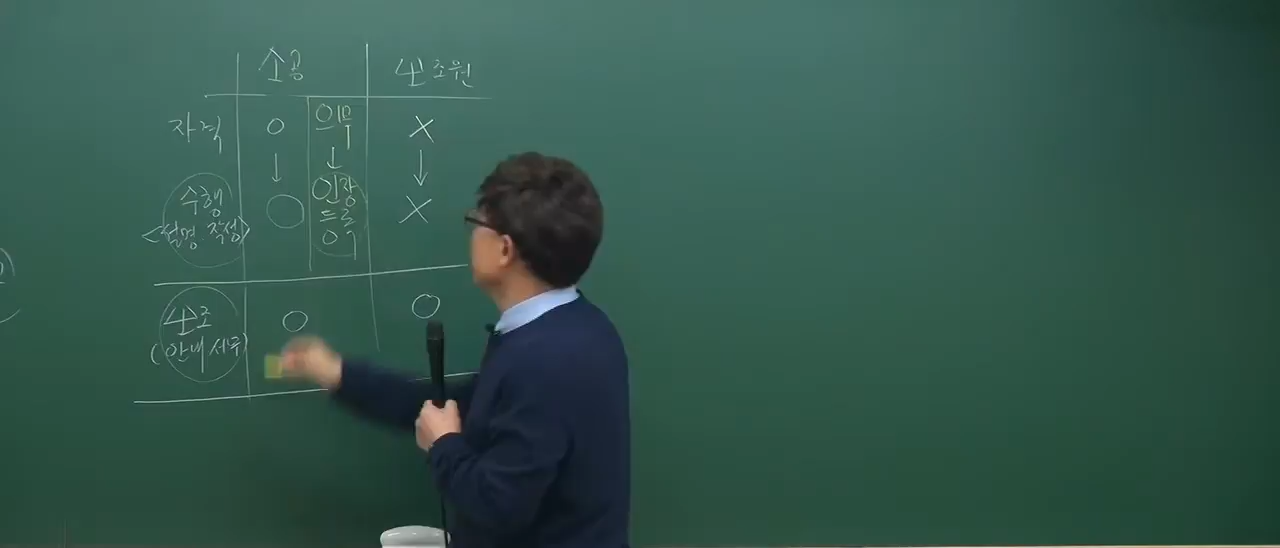 소공 보조원
자격 O 의무 X
↓ ↓ ↓
수행 O 인장 X
<설명.작성> 등록
보조 O O
(안내 서무)